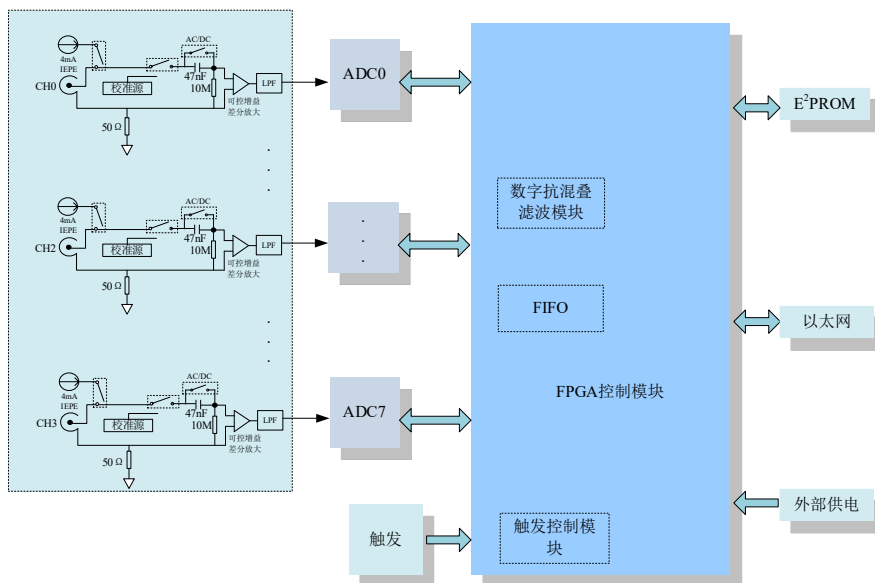 AC/DC
4mA
IEPE
CH0
校准源
47nF
10M
可控增益
差分放大
LPF
50 Ω
ADC0
E²PROM
AC/DC
4mA
IEPE
CH2
校准源
47nF
10M
可控增益
差分放大
LPF
50 Ω
数字抗混叠
滤波模块
FIFO
以太网
FPGA控制模块
AC/DC
4mA
IEPE
CH3
校准源
47nF
10M
可控增益
差分放大
LPF
50 Ω
ADC7
触发
触发控制模
块
外部供电